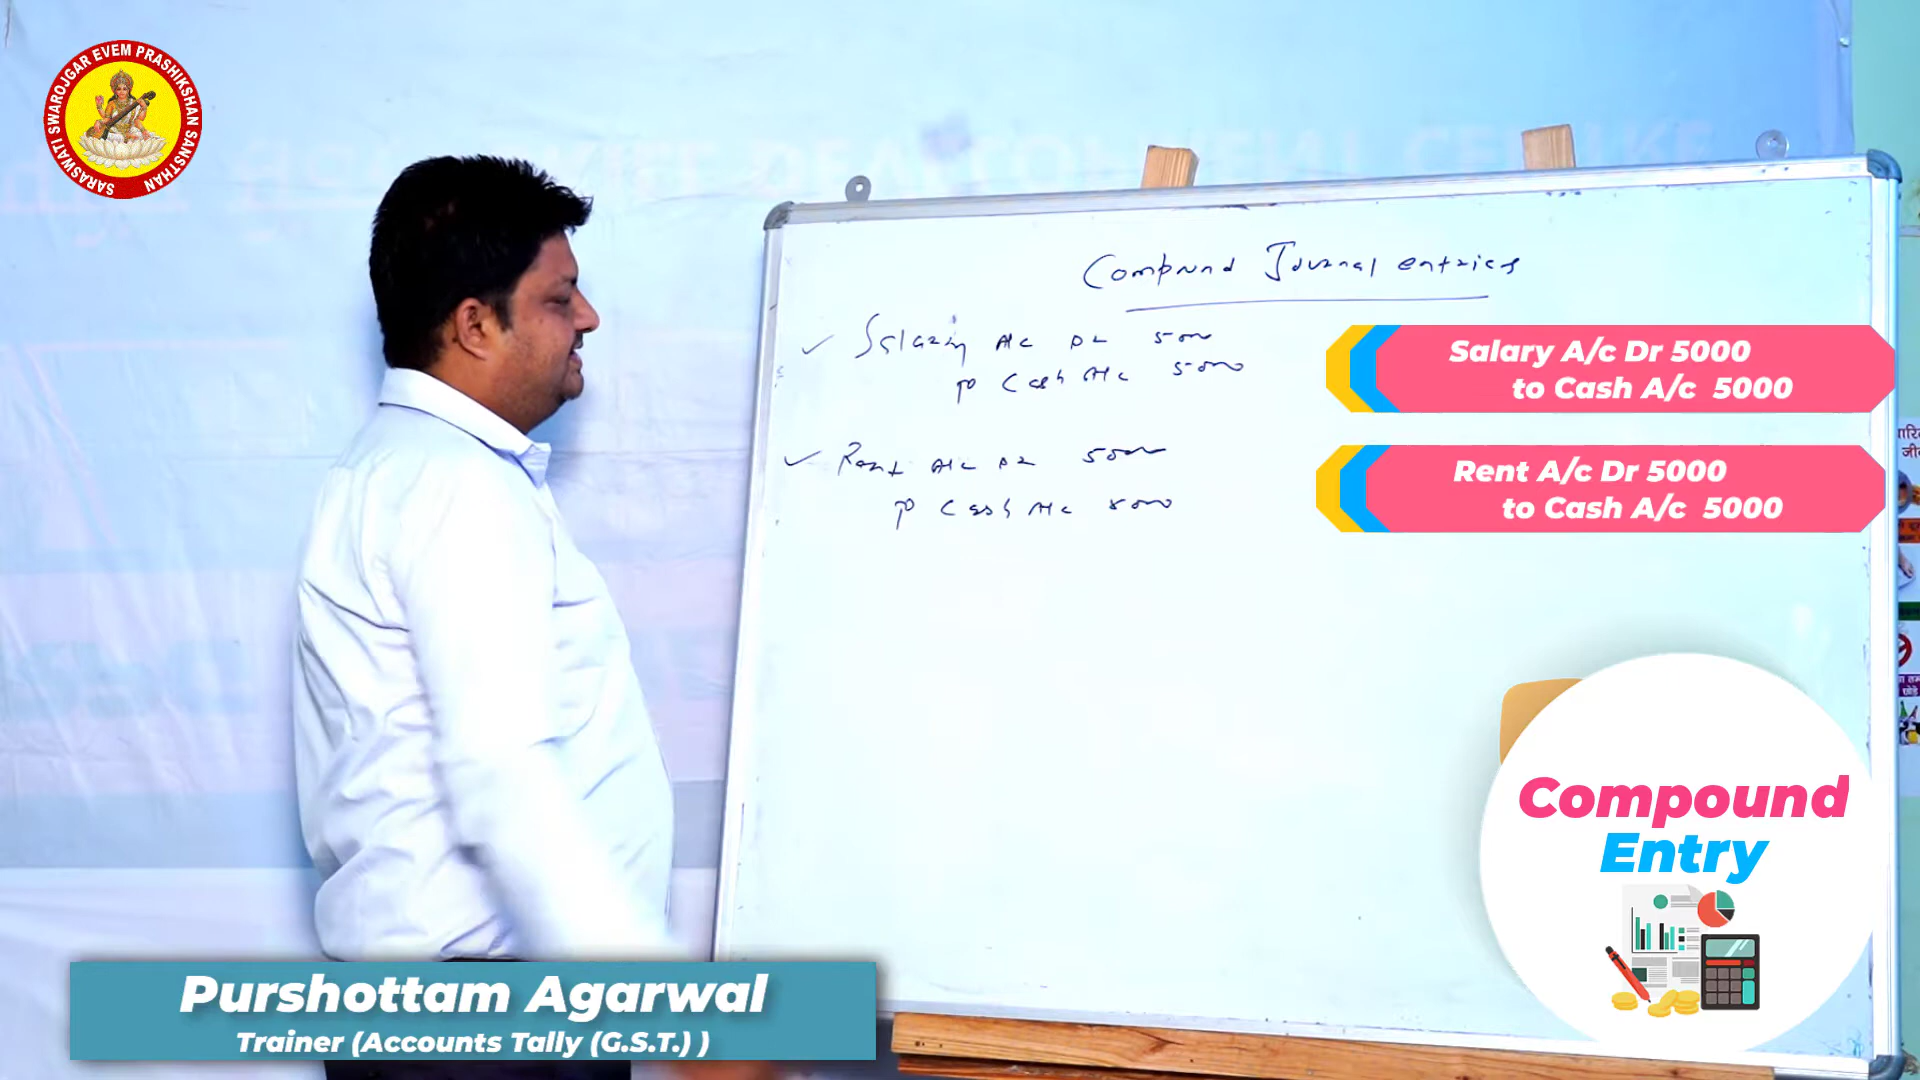 SARASWATI SWAROJGAR EVEM PRASHIKSHAN SANSTHAN
Compound Journal entries
Salary A/c Dr 5000
To Cash A/c 5000
Rent A/c Dr 5000
To Cash A/c 5000
Salary A/c Dr 5000
to Cash A/c 5000
Rent A/c Dr 5000
to Cash A/c 5000
Compound
Entry
Purshottam Agarwal
Trainer (Accounts Tally (G.S.T.) )